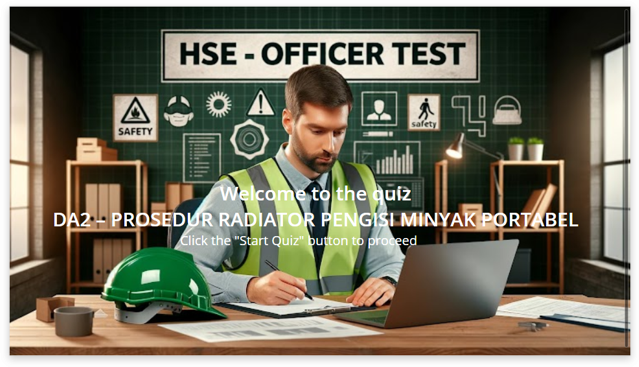 HSE - OFFICER TEST
SAFETY
safety
Welcome to the quiz
DA2 – PROSEDUR RADIATOR PENGISI MINYAK PORTABEL
Click the "Start Quiz" button to proceed